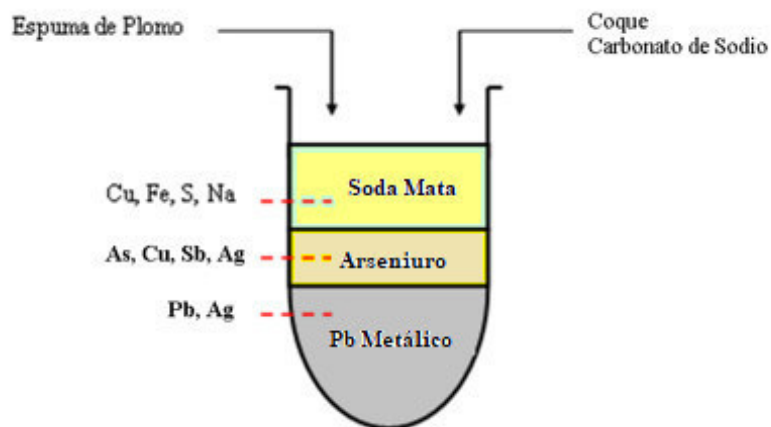 Espuma de Plomo
Coque
Carbonato de Sodio
Soda Mata
Cu, Fe, S, Na
As, Cu, Sb, Ag
Arseniuro
Pb, Ag
Pb Metálico